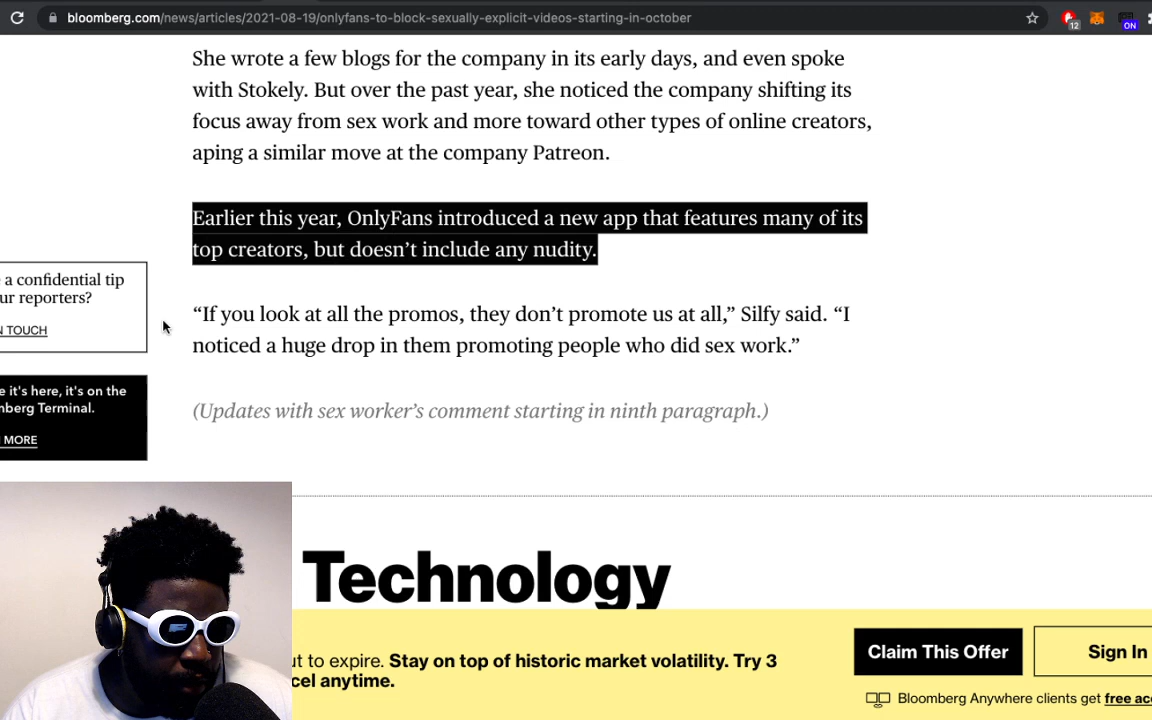 bloomberg.com/news/articles/2021-08-19/onlyfans-to-block-sexually-explicit-videos-starting-in-october
12
ON
She wrote a few blogs for the company in its early days, and even spoke
with Stokely. But over the past year, she noticed the company shifting its
focus away from sex work and more toward other types of online creators,
aping a similar move at the company Patreon.
Earlier this year, OnlyFans introduced a new app that features many of its
top creators, but doesn’t include any nudity.
a confidential tip
reporters?
TOUCH
“If you look at all the promos, they don’t promote us at all,” Silfy said. “I
noticed a huge drop in them promoting people who did sex work.”
it's here, it's on the
Terminal.
MORE
(Updates with sex worker’s comment starting in ninth paragraph.)
Technology
to expire. Stay on top of historic market volatility. Try 3
anytime.
Claim This Offer
Sign In
Bloomberg Anywhere clients get free